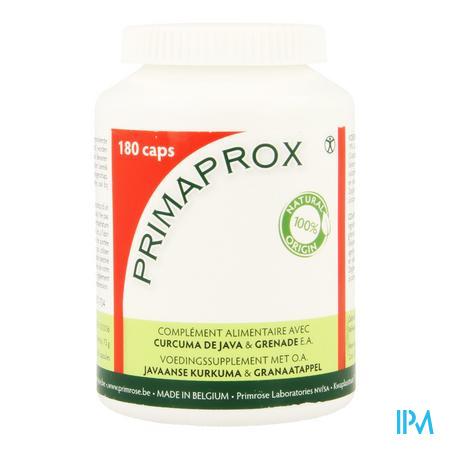 180 caps
PRIMAPROX
NATURAL
100%
ORIGIN
COMPLÉMENT ALIMENTAIRE AVEC
CURCUMA DE JAVA & GRENADE E.A.
VOEDINGSSUPPLEMENT MET O.A.
JAVAANSE KURKUMA & GRANAATAPPEL
www.primrose.be • MADE IN BELGIUM • Primrose Laboratories NV/SA •
IPM